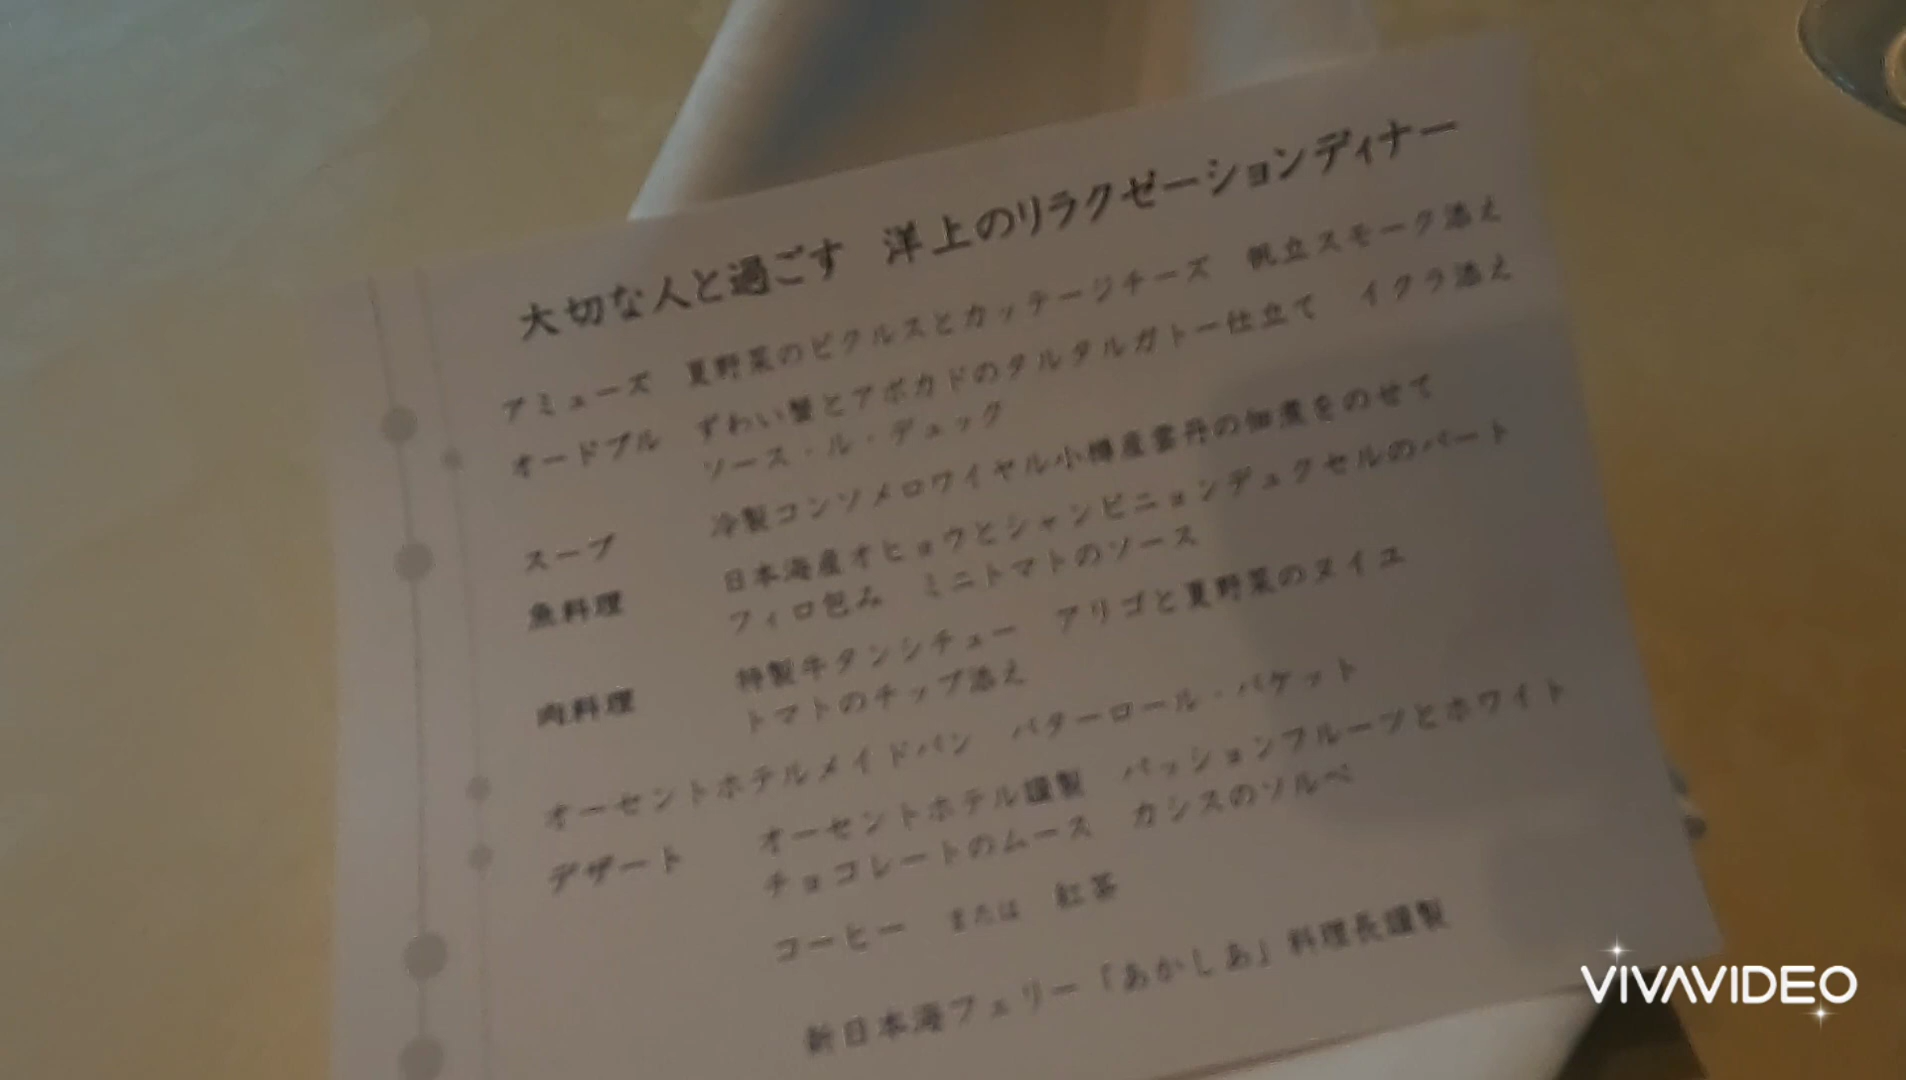 大切な人と過ごす 洋上のリラクゼーションディナー
アミューズ 夏野菜のピクルスとカッテージチーズ 帆立スモーク添え
オードブル ずわい蟹とアボカドのタルタルガトー仕立て イクラ添え
ソース・ル・デュック
スープ 冷製コンソメロワイヤル小樽産雲丹の佃煮をのせて
魚料理 日本海産オヒョウとシャンピニョンデュクセルのパート
フィロ包み ミニトマトのソース
肉料理 特製牛タンシチュー アリゴと夏野菜のヌイユ
トマトのチップ添え
オーセントホテルメイドパン バターロール・バケット
デザート オーセントホテル謹製 パッションフルーツとホワイト
チョコレートのムース カシスのソルベ
コーヒー または 紅茶
新日本海フェリー「あかしあ」料理長謹製
VIVAVIDEO